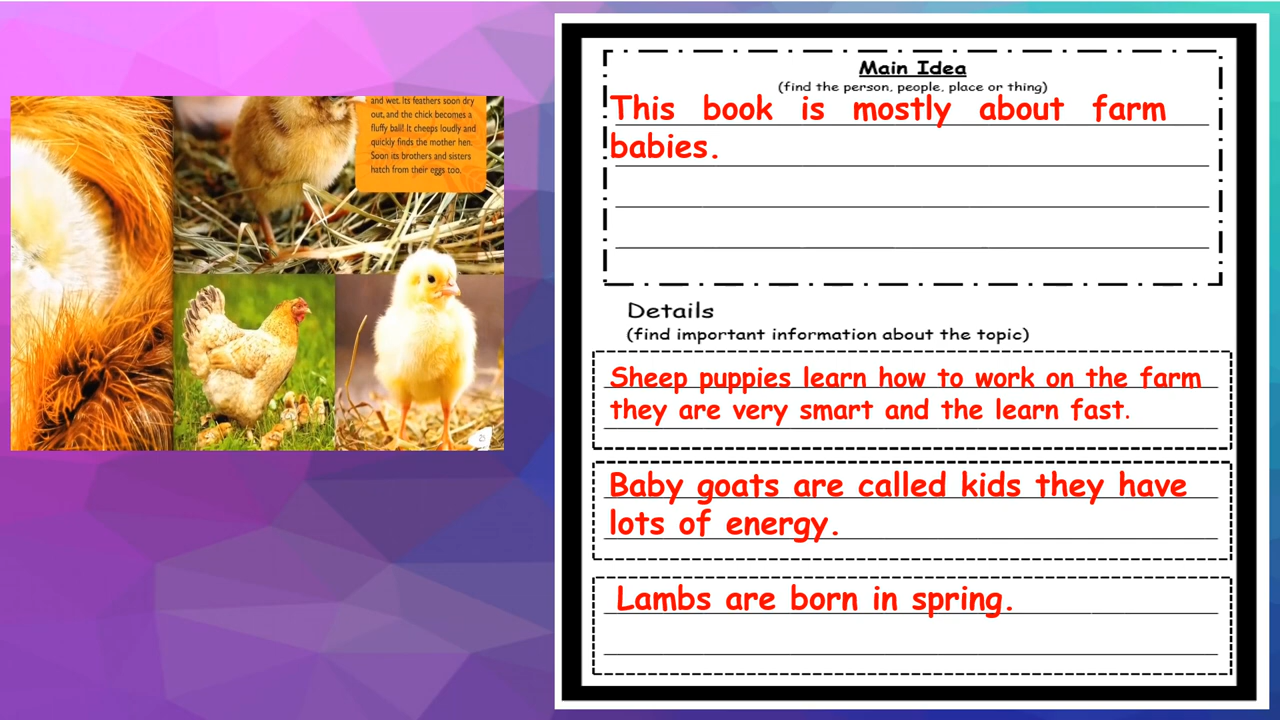 and wet. Its feathers soon dry
out, and the chick becomes a
fluffy ball! It cheeps loudly and
quickly finds the mother hen.
Soon its brothers and sisters
hatch from their eggs too.
25
Main Idea
(find the person, people, place or thing)
This book is mostly about farm
babies.
Details
(find important information about the topic)
Sheep puppies learn how to work on the farm
they are very smart and the learn fast.
Baby goats are called kids they have
lots of energy.
Lambs are born in spring.